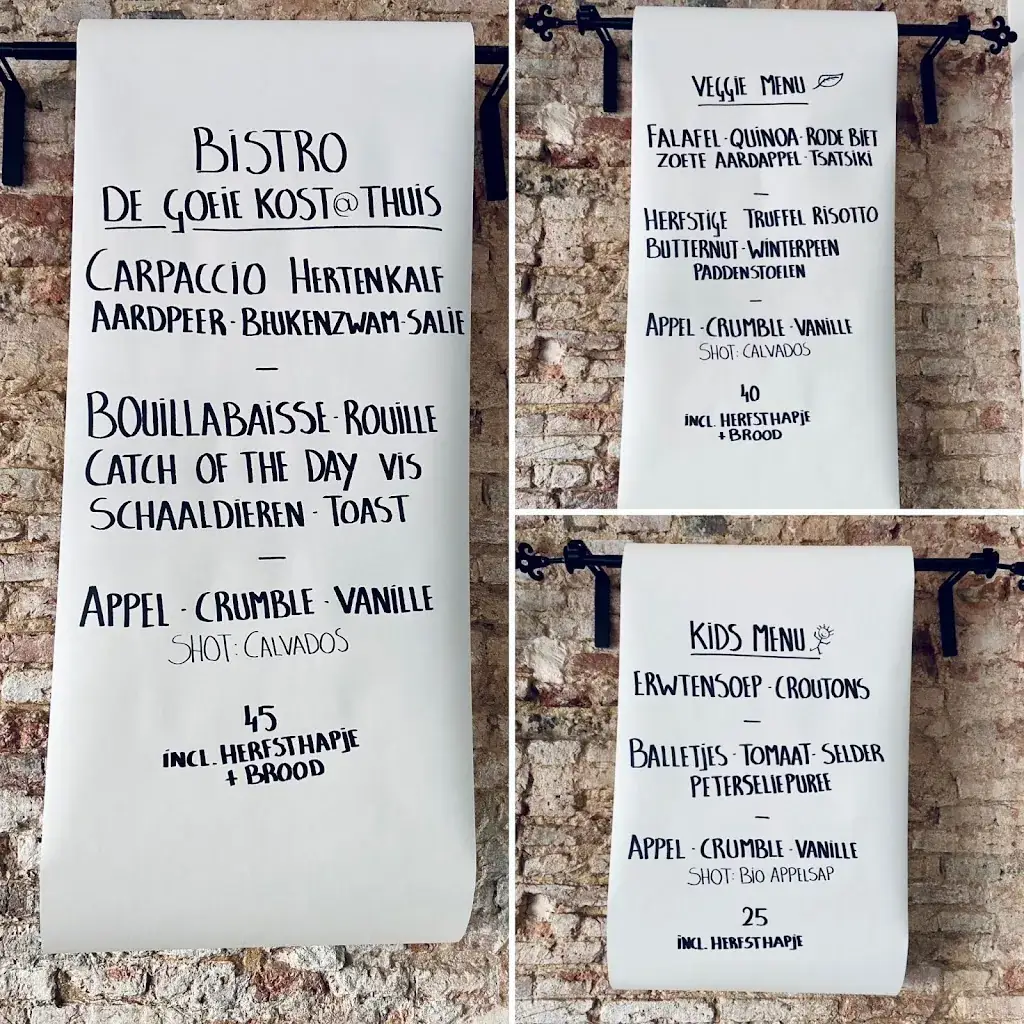 BISTRO
DE GOEIE KOST@THUIS
CARPACCIO HERTENKALF
AARDPEER · BEUKENZWAM · SALIE
—
BOUILLABAISSE · ROUILLE
CATCH OF THE DAY VIS
SCHAALDIEREN · TOAST
—
APPEL · CRUMBLE · VANILLE
SHOT: CALVADOS
45
INCL. HERFSTHAPJE
+ BROOD
VEGGIE MENU
FALAFEL · QUINOA · RODE BIET
ZOETE AARDAPPEL · TSATSIKI
—
HERFSTIGE TRUFFEL RISOTTO
BUTTERNUT · WINTERPEEN
PADDENSTOELEN
—
APPEL · CRUMBLE · VANILLE
SHOT: CALVADOS
40
INCL. HERFSTHAPJE
+ BROOD
KIDS MENU
ERWTENSOEP · CROUTONS
—
BALLETJES · TOMAAT · SELDER
PETERSELIEPUREE
—
APPEL · CRUMBLE · VANILLE
SHOT: BIO APPELSAP
25
INCL. HERFSTHAPJE